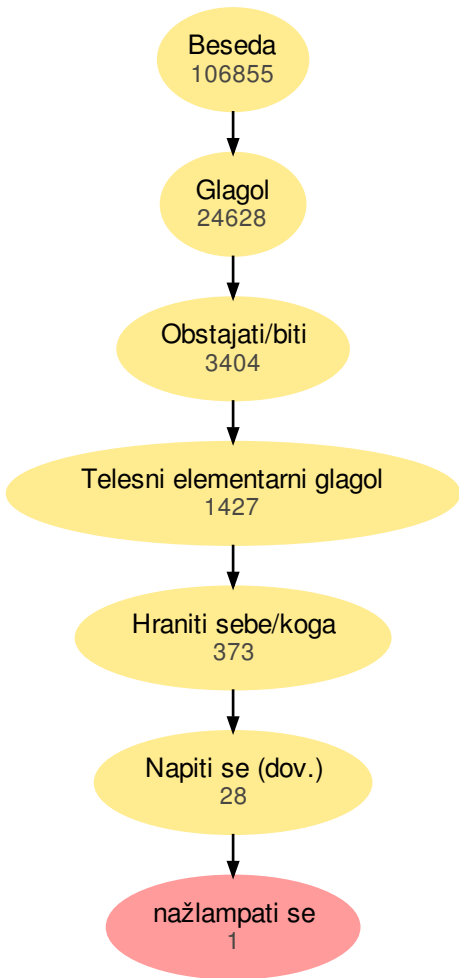 Beseda
106855
Glagol
24628
Obstajati/biti
3404
Telesni elementarni glagol
1427
Hraniti sebe/koga
373
Napiti se (dov.)
28
nažlampati se
1